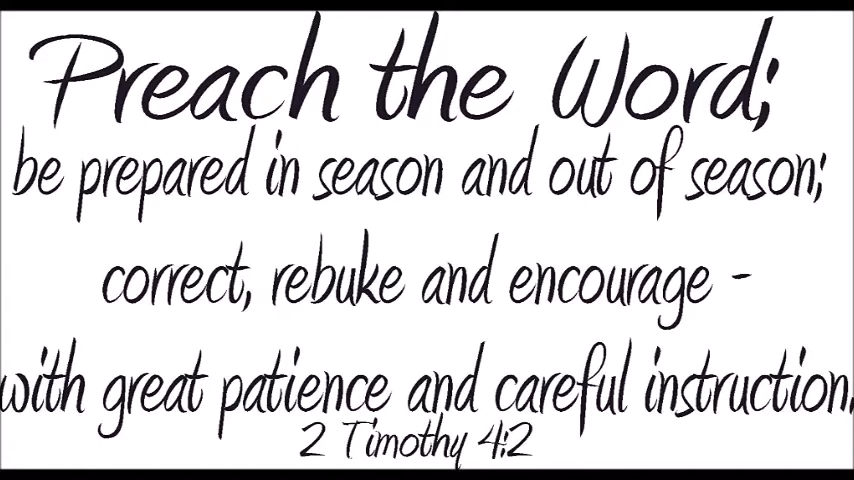 Preach the Word;
be prepared in season and out of season;
correct, rebuke and encourage -
with great patience and careful instruction.
2 Timothy 4:2